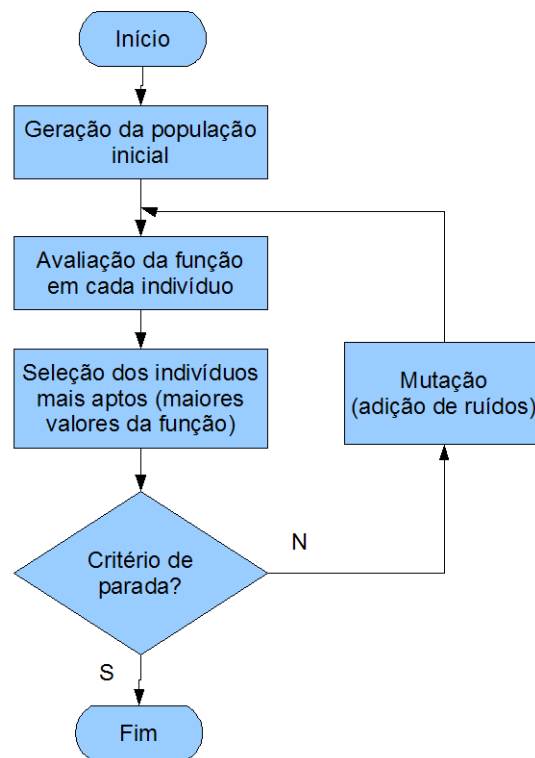 Início
Geração da população
inicial
Avaliação da função
em cada indivíduo
Seleção dos indivíduos
mais aptos (maiores
valores da função)
Mutação
(adição de ruídos)
Critério de
parada?
N
S
Fim